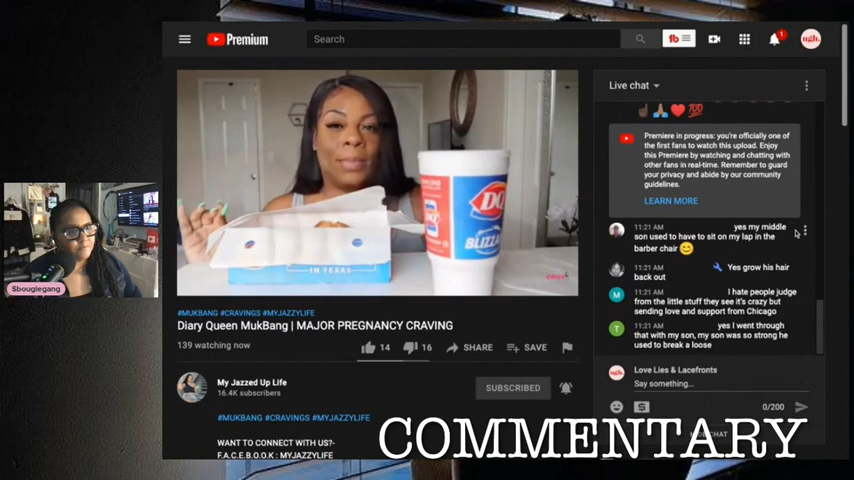 Premium
Search
1
ugh.
Live chat
Premiere in progress: you're officially one of
the first fans to watch this upload. Enjoy
this Premiere by watching and chatting with
other fans in real-time. Remember to guard
your privacy and abide by our community
guidelines.
LEARN MORE
11:21 AM yes my middle
son used to have to sit on my lap in the
barber chair 😊
11:21 AM Yes grow his hair
back out
M 11:21 AM I hate people judge
from the little stuff they see it's crazy but
sending love and support from Chicago
T 11:21 AM yes I went through
that with my son, my son was so strong he
used to break a loose
Love Lies & Lacefronts
Say something...
0/200
DQ
BLIZZ
IN TEXAS
$bougiegang
#MUKBANG #CRAVINGS #MYJAZZYLIFE
Diary Queen MukBang | MAJOR PREGNANCY CRAVING
139 watching now
14
16
SHARE
SAVE
My Jazzed Up Life
16.4K subscribers
SUBSCRIBED
#MUKBANG #CRAVINGS #MYJAZZYLIFE
WANT TO CONNECT WITH US?-
F.A.C.E.B.O.O.K : MYJAZZYLIFE
COMMENTARY